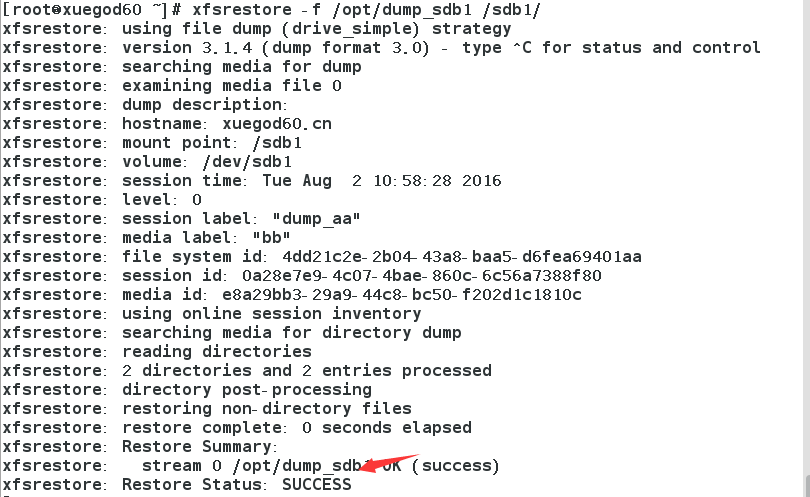 [root@xuegod60 ~]# xfsrestore -f /opt/dump_sdb1 /sdb1/
xfsrestore: using file dump (drive_simple) strategy
xfsrestore: version 3.1.4 (dump format 3.0) - type ^C for status and control
xfsrestore: searching media for dump
xfsrestore: examining media file 0
xfsrestore: dump description:
xfsrestore: hostname: xuegod60.cn
xfsrestore: mount point: /sdb1
xfsrestore: volume: /dev/sdb1
xfsrestore: session time: Tue Aug  2 10:58:28 2016
xfsrestore: level: 0
xfsrestore: session label: "dump_aa"
xfsrestore: media label: "bb"
xfsrestore: file system id: 4dd21c2e-2b04-43a8-baa5-d6fea69401aa
xfsrestore: session id: 0a28e7e9-4c07-4bae-860c-6c56a7388f80
xfsrestore: media id: e8a29bb3-29a9-44c8-bc50-f202d1c1810c
xfsrestore: using online session inventory
xfsrestore: searching media for directory dump
xfsrestore: reading directories
xfsrestore: 2 directories and 2 entries processed
xfsrestore: directory post-processing
xfsrestore: restoring non-directory files
xfsrestore: restore complete: 0 seconds elapsed
xfsrestore: Restore Summary:
xfsrestore:   stream 0 /opt/dump_sdb1 OK (success)
xfsrestore: Restore Status: SUCCESS